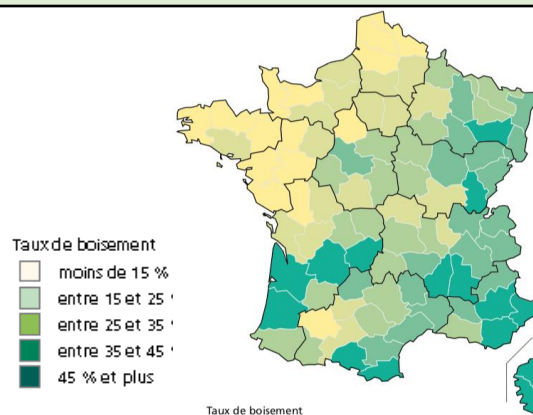 Taux de boisement
moins de 15 %
entre 15 et 25
entre 25 et 35
entre 35 et 45
45 % et plus
Taux de boisement